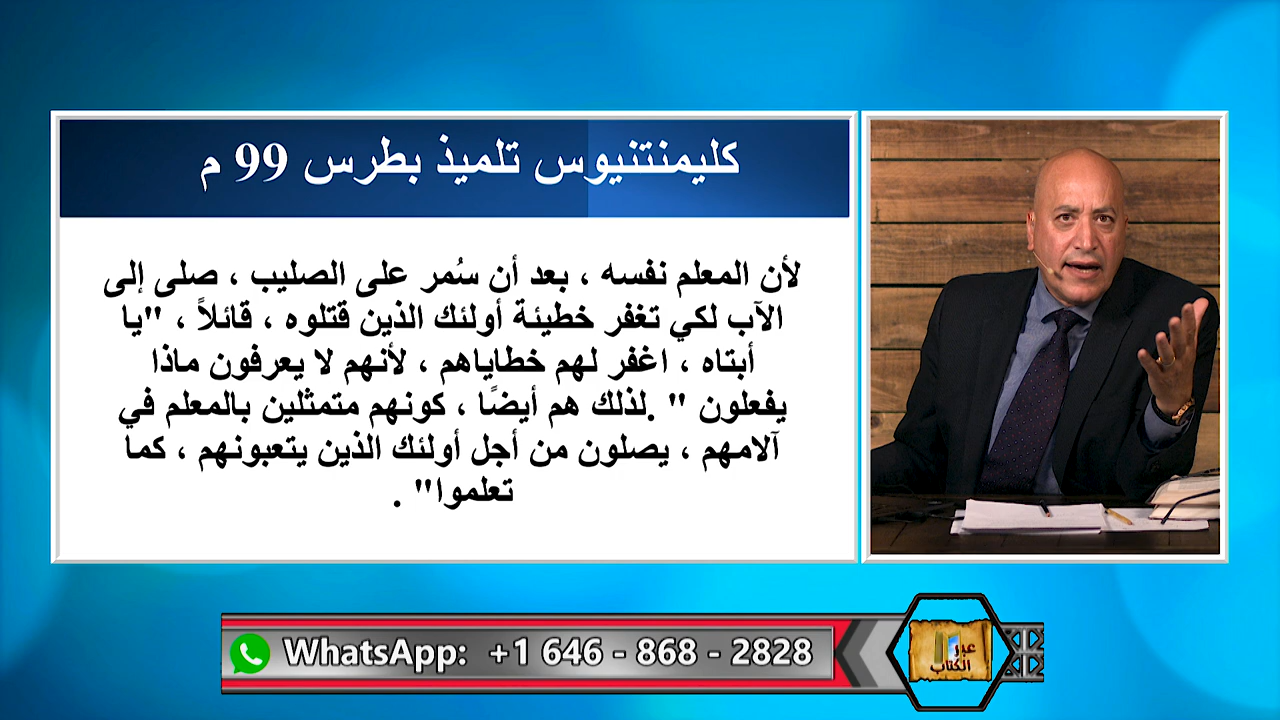 كليمنتنيوس تلميذ بطرس 99 م
لأن المعلم نفسه ، بعد أن سُمر على الصليب ، صلى إلى
الآب لكي تغفر خطيئة أولئك الذين قتلوه ، قائلاً ، "يا
أبتاه ، اغفر لهم خطاياهم ، لأنهم لا يعرفون ماذا
يفعلون " .لذلك هم أيضًا ، كونهم متمثلين بالمعلم في
آلامهم ، يصلون من أجل أولئك الذين يتعبونهم ، كما
تعلموا" .
WhatsApp: +1 646 - 868 - 2828
عبر
الكتاب